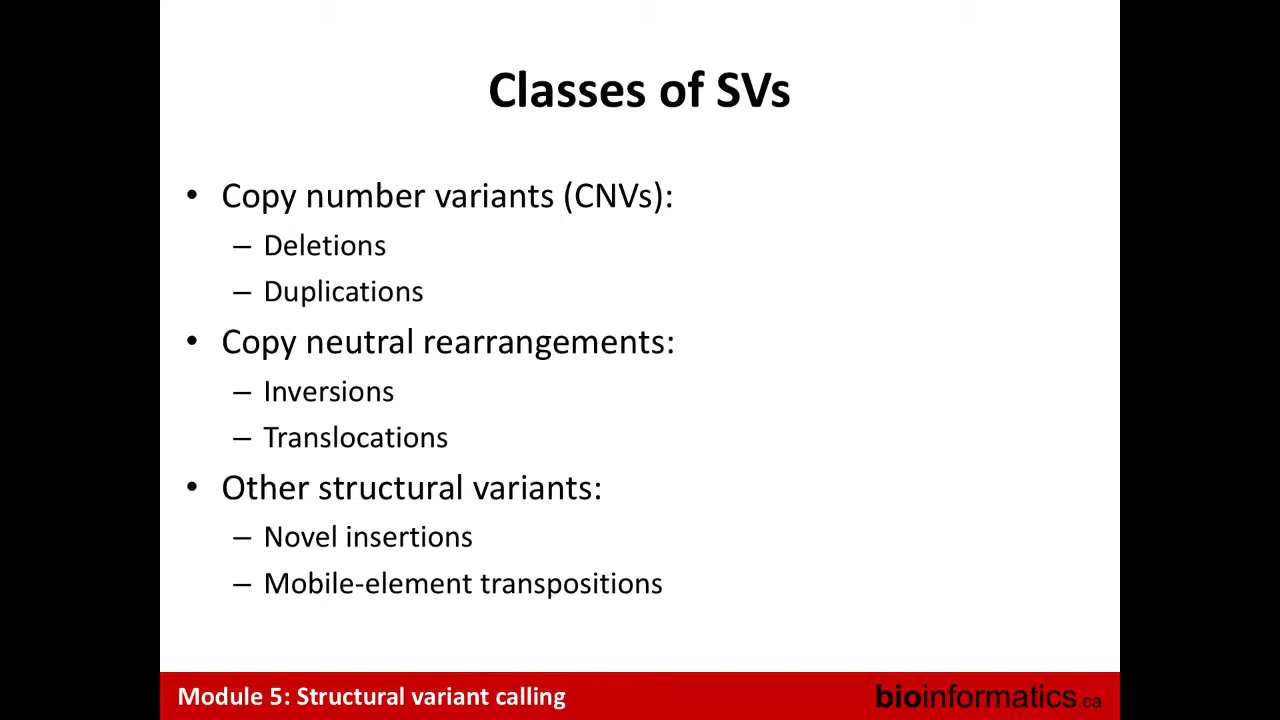 Classes of SVs
• Copy number variants (CNVs):
– Deletions
– Duplications
• Copy neutral rearrangements:
– Inversions
– Translocations
• Other structural variants:
– Novel insertions
– Mobile-element transpositions
Module 5: Structural variant calling
bioinformatics.ca